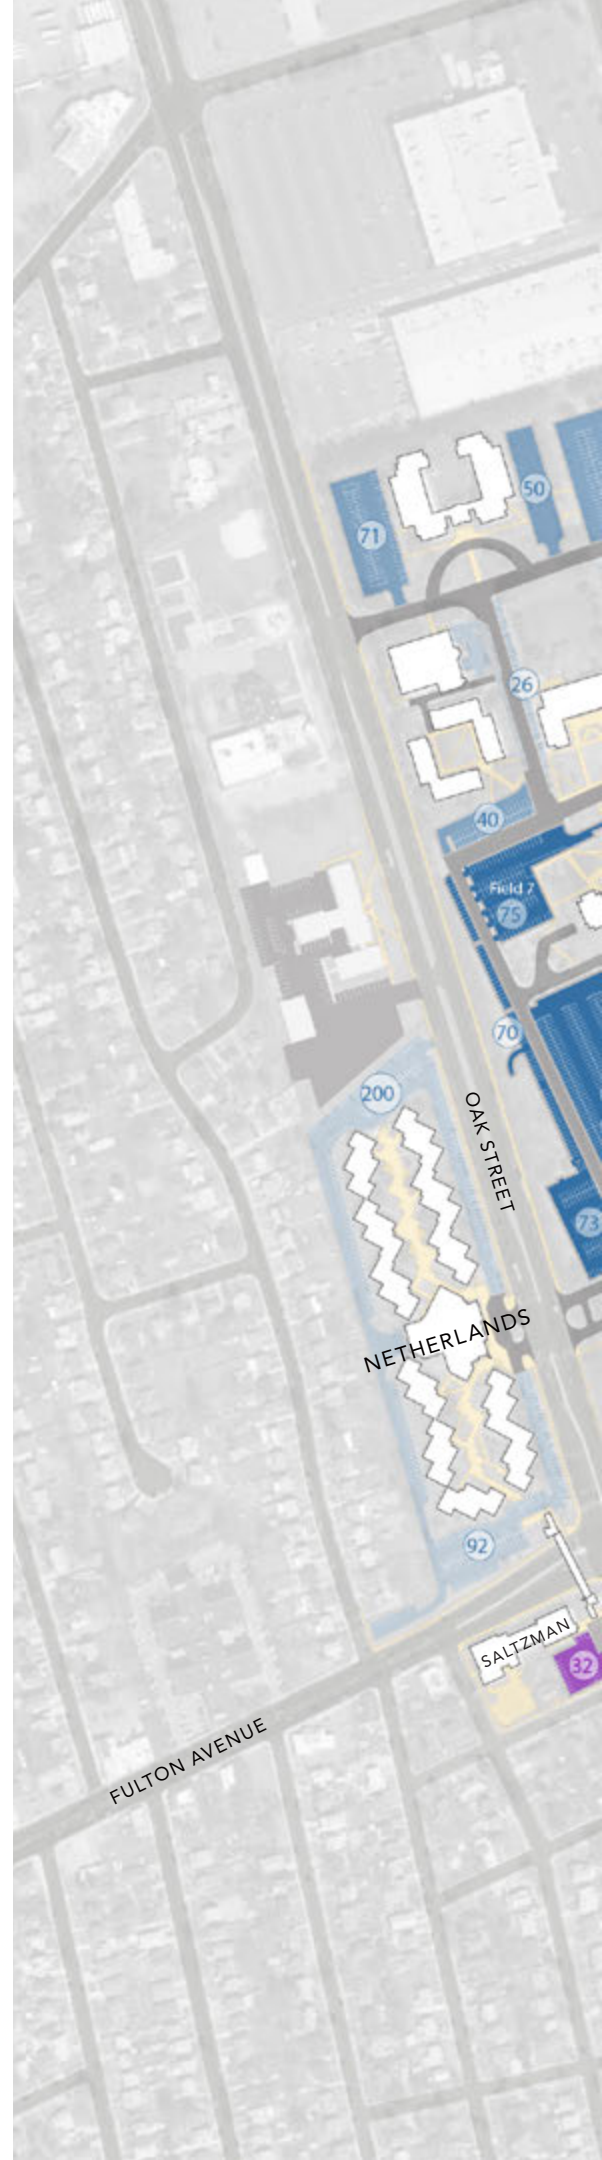 50
71
26
40
Field 7
75
70
200
OAK STREET
73
NETHERLANDS
92
SALTZMAN
32
FULTON AVENUE